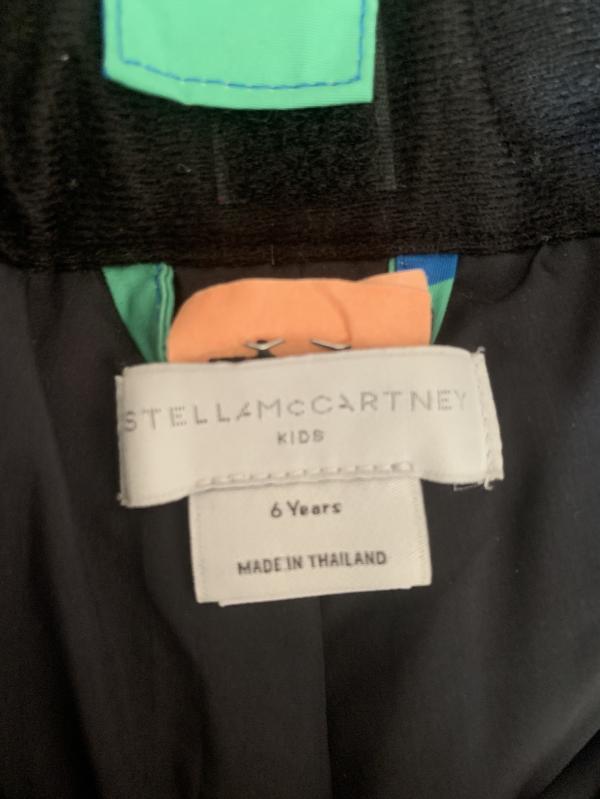 STELLAMcCARTNEY
KIDS
6 Years
MADE IN THAILAND